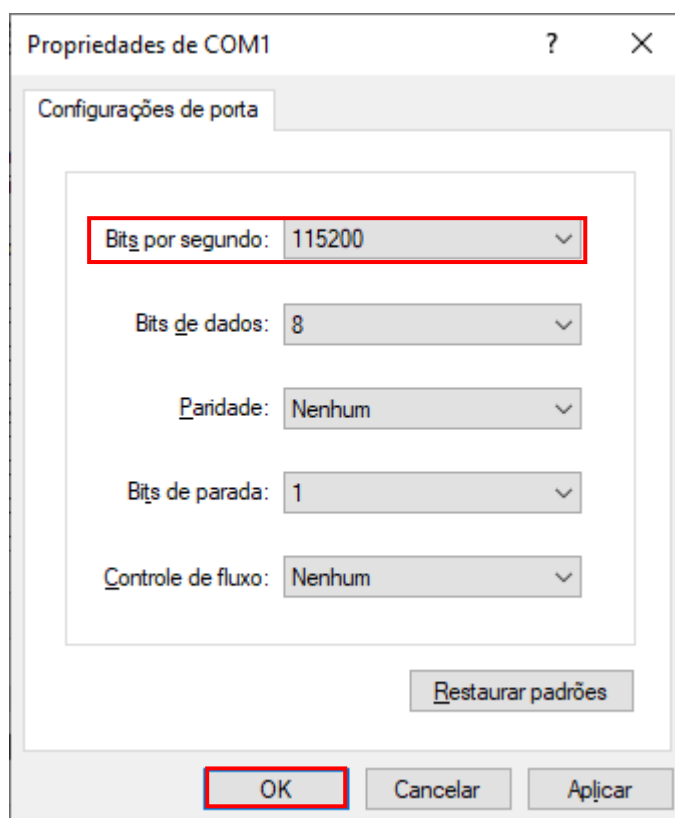 Propriedades de COM1 ?
Configurações de porta
Bits por segundo: 115200
Bits de dados: 8
Paridade: Nenhum
Bits de parada: 1
Controle de fluxo: Nenhum
Restaurar padrões
OK Cancelar Aplicar